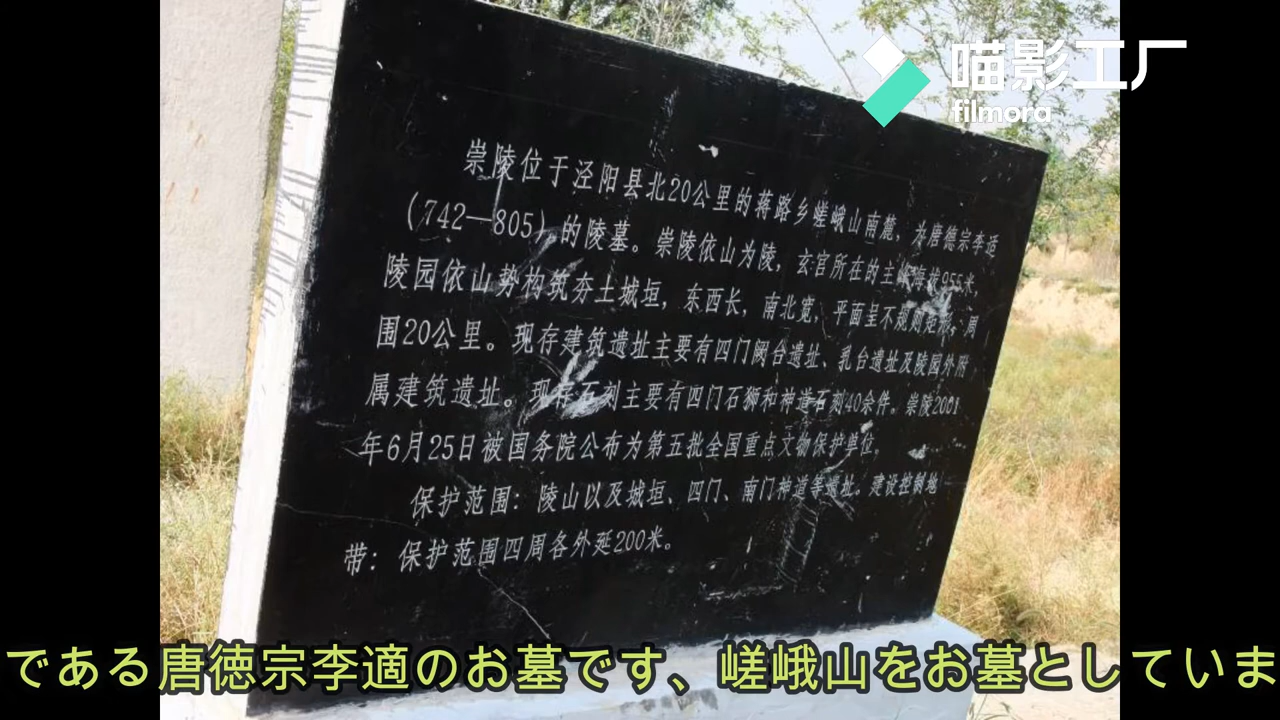 喵影工厂
filmora
崇陵位于泾阳县北20公里的蒋路乡嵯峨山南麓,为唐德宗李适
(742—805)的陵墓。崇陵依山为陵,玄宫所在的主峰海拔955米,
陵园依山势构筑夯土城垣,东西长,南北宽,平面呈不规则矩形。周
围20公里。现存建筑遗址主要有四门阙台遗址、乳台遗址及陵园外附
属建筑遗址。现存石刻主要有四门石狮和神道石刻40余件。崇陵2001
年6月25日被国务院公布为第五批全国重点文物保护单位。
保护范围:陵山以及城垣、四门、南门神道等遗址。建设控制地
带:保护范围四周各外延200米。
である唐徳宗李適のお墓です、嵯峨山をお墓としていま